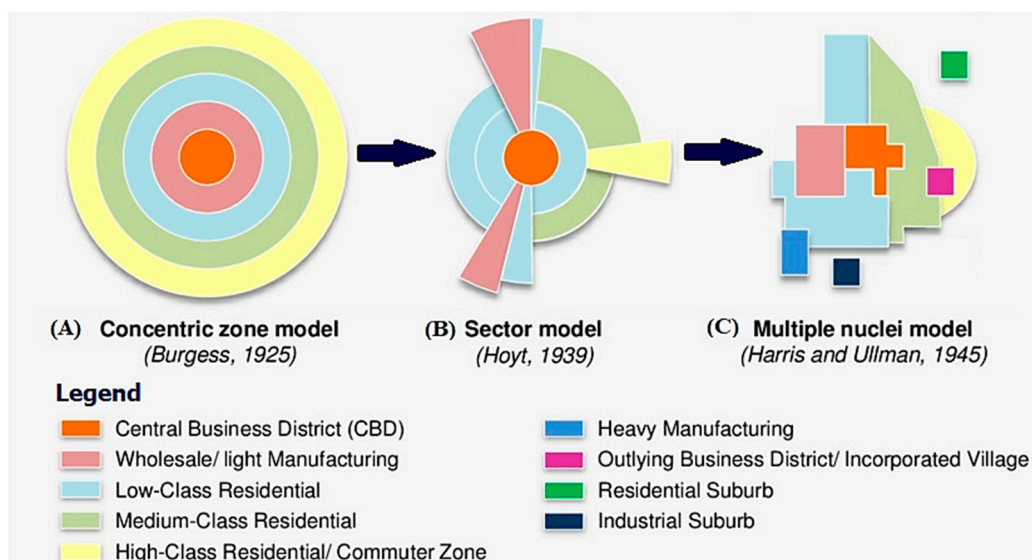 (A) Concentric zone model
(Burgess, 1925)
(B) Sector model
(Hoyt, 1939)
(C) Multiple nuclei model
(Harris and Ullman, 1945)
Legend
Central Business District (CBD)
Wholesale/ light Manufacturing
Low-Class Residential
Medium-Class Residential
High-Class Residential/ Commuter Zone
Heavy Manufacturing
Outlying Business District/ Incorporated Village
Residential Suburb
Industrial Suburb